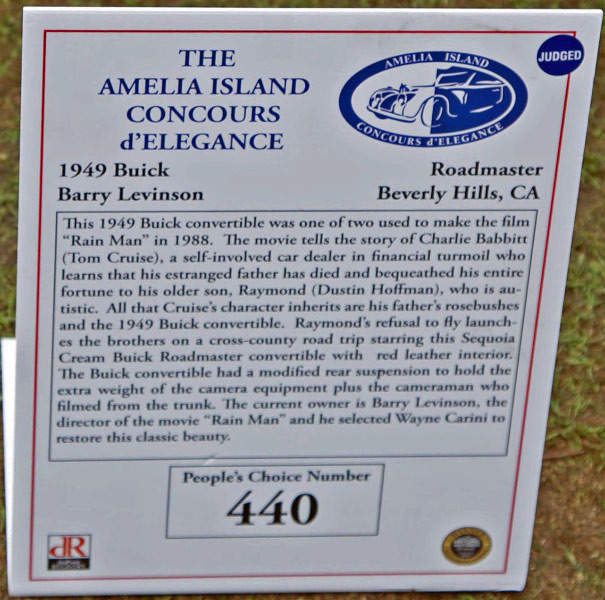 THE
AMELIA ISLAND
CONCOURS
d'ELEGANCE
AMELIA ISLAND
CONCOURS d'ELEGANCE
JUDGED
1949 Buick Roadmaster
Barry Levinson Beverly Hills, CA
This 1949 Buick convertible was one of two used to make the film
"Rain Man" in 1988. The movie tells the story of Charlie Babbitt
(Tom Cruise), a self-involved car dealer in financial turmoil who
learns that his estranged father has died and bequeathed his entire
fortune to his older son, Raymond (Dustin Hoffman), who is au-
tistic. All that Cruise's character inherits are his father's rosebushes
and the 1949 Buick convertible. Raymond's refusal to fly launch-
es the brothers on a cross-county road trip starring this Sequoia
Cream Buick Roadmaster convertible with red leather interior.
The Buick convertible had a modified rear suspension to hold the
extra weight of the camera equipment plus the cameraman who
filmed from the trunk. The current owner is Barry Levinson, the
director of the movie "Rain Man" and he selected Wayne Carini to
restore this classic beauty.
People's Choice Number
440
dR